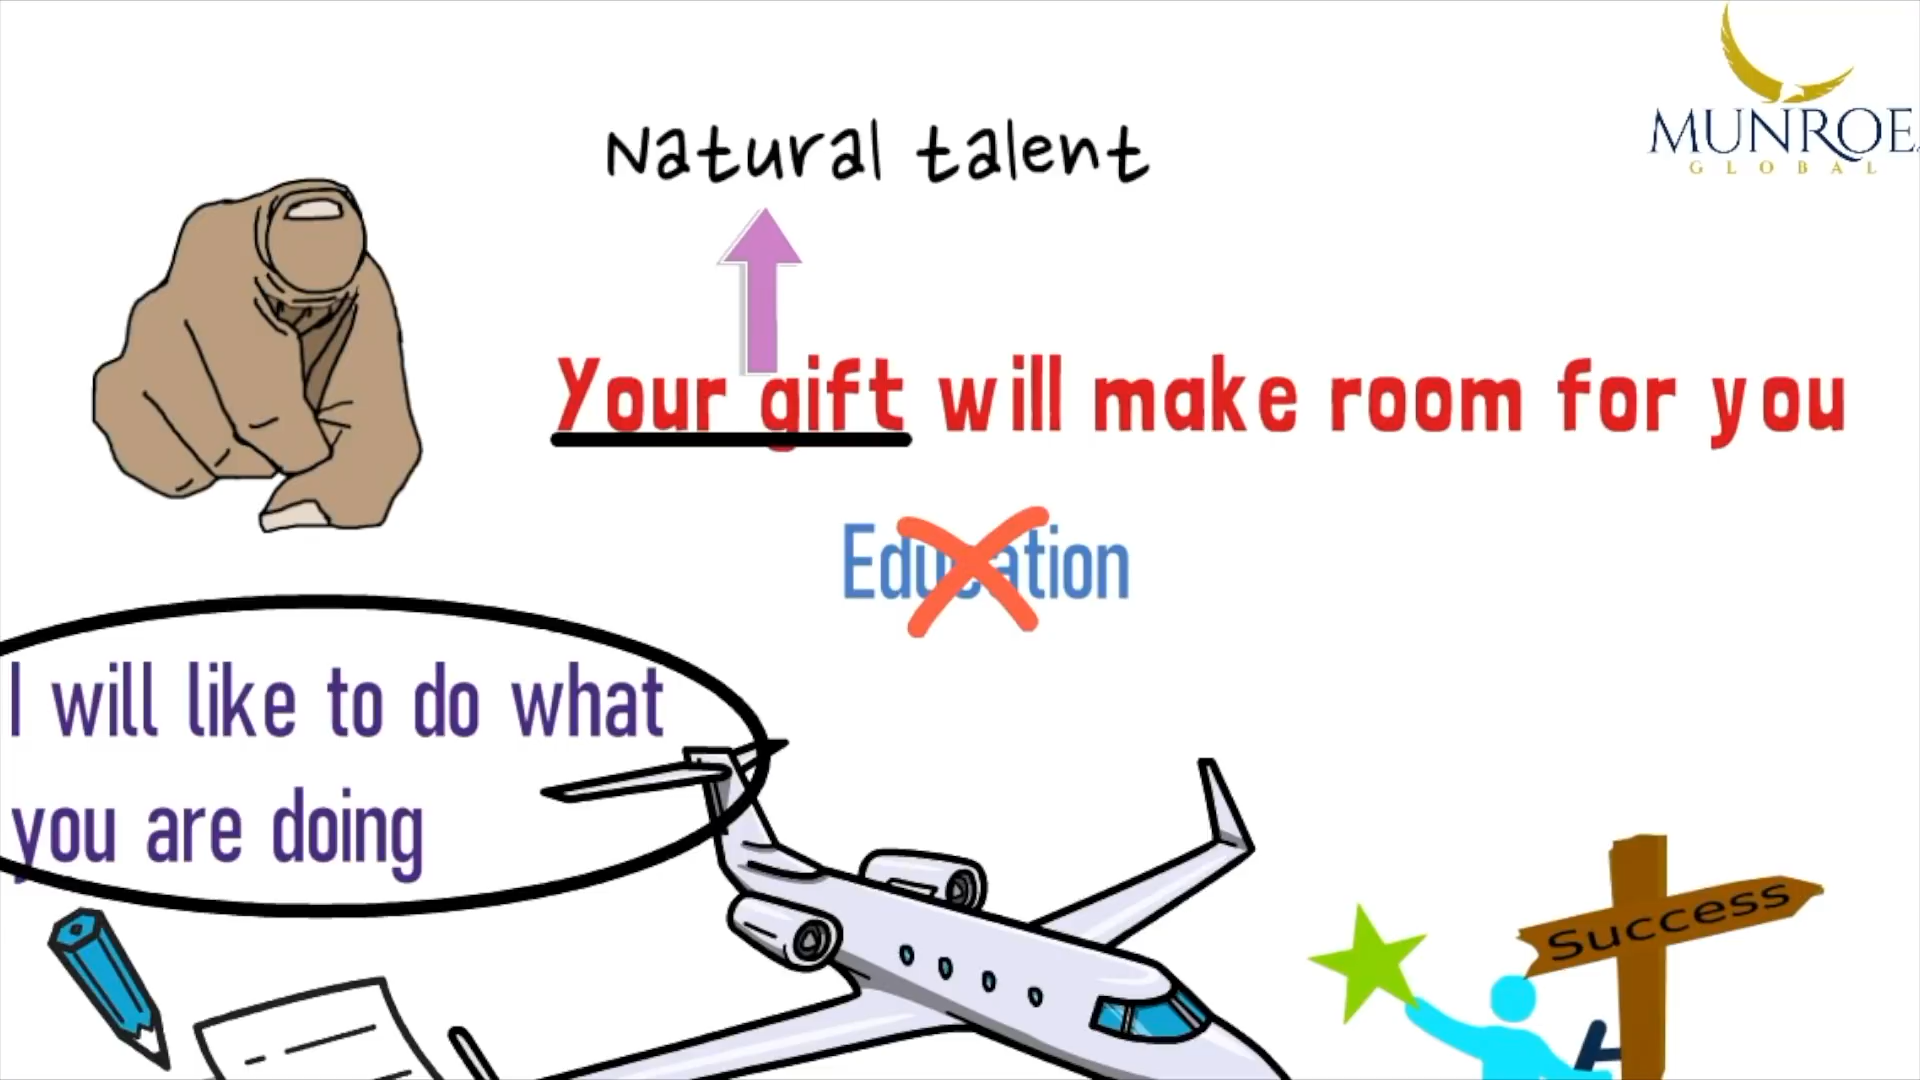 MUNROE
GLOBAL
Natural talent
Your gift will make room for you
Education
I will like to do what
you are doing
Success